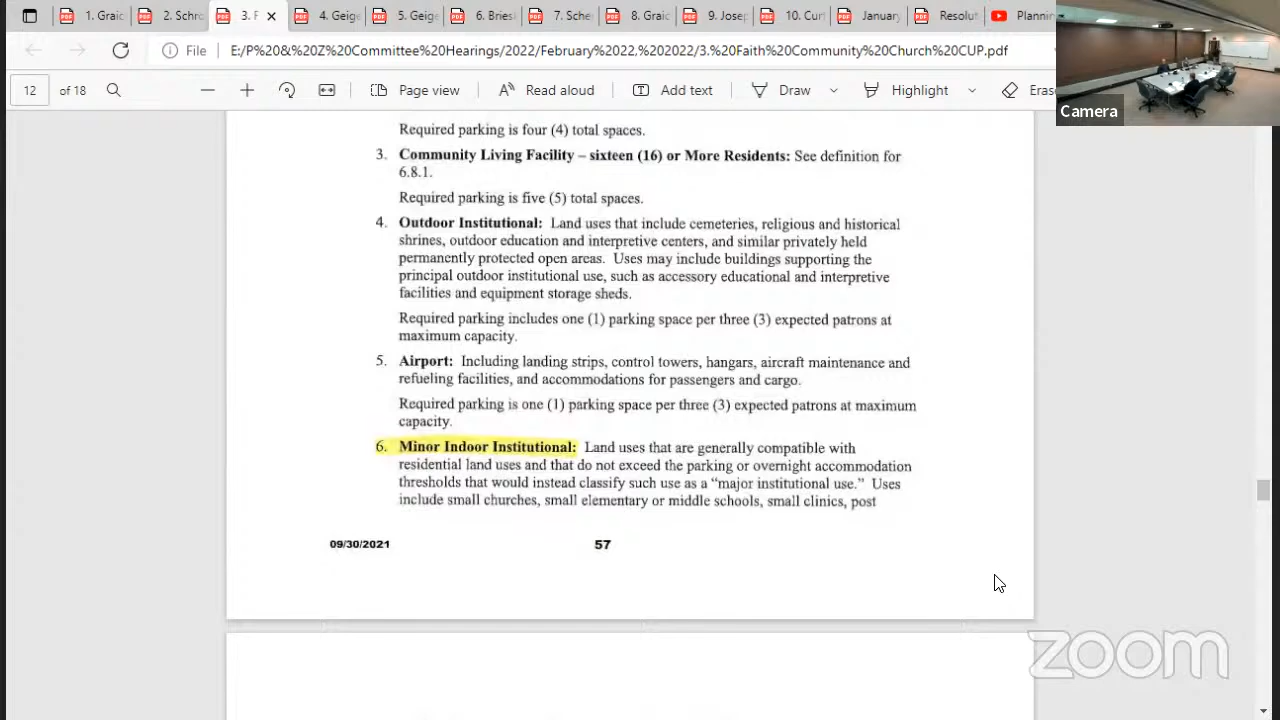 1. Graic
2. Schro
3. F
4. Geige
5. Geige
6. Briesk
7. Sche
8. Graic
9. Josep
10. Curt
January
Resolut
Planning
File
E:/P%20&%20Z%20Committee%20Hearings/2022/February%2022,%202022/3.%20Faith%20Community%20Church%20CUP.pdf
12 of 18
Page view
Read aloud
Add text
Draw
Highlight
Eras
Camera
Required parking is four (4) total spaces.
3. Community Living Facility – sixteen (16) or More Residents: See definition for
6.8.1.
Required parking is five (5) total spaces.
4. Outdoor Institutional: Land uses that include cemeteries, religious and historical
shrines, outdoor education and interpretive centers, and similar privately held
permanently protected open areas. Uses may include buildings supporting the
principal outdoor institutional use, such as accessory educational and interpretive
facilities and equipment storage sheds.
Required parking includes one (1) parking space per three (3) expected patrons at
maximum capacity.
5. Airport: Including landing strips, control towers, hangars, aircraft maintenance and
refueling facilities, and accommodations for passengers and cargo.
Required parking is one (1) parking space per three (3) expected patrons at maximum
capacity.
6. Minor Indoor Institutional: Land uses that are generally compatible with
residential land uses and that do not exceed the parking or overnight accommodation
thresholds that would instead classify such use as a “major institutional use.” Uses
include small churches, small elementary or middle schools, small clinics, post
09/30/2021 57
zoom